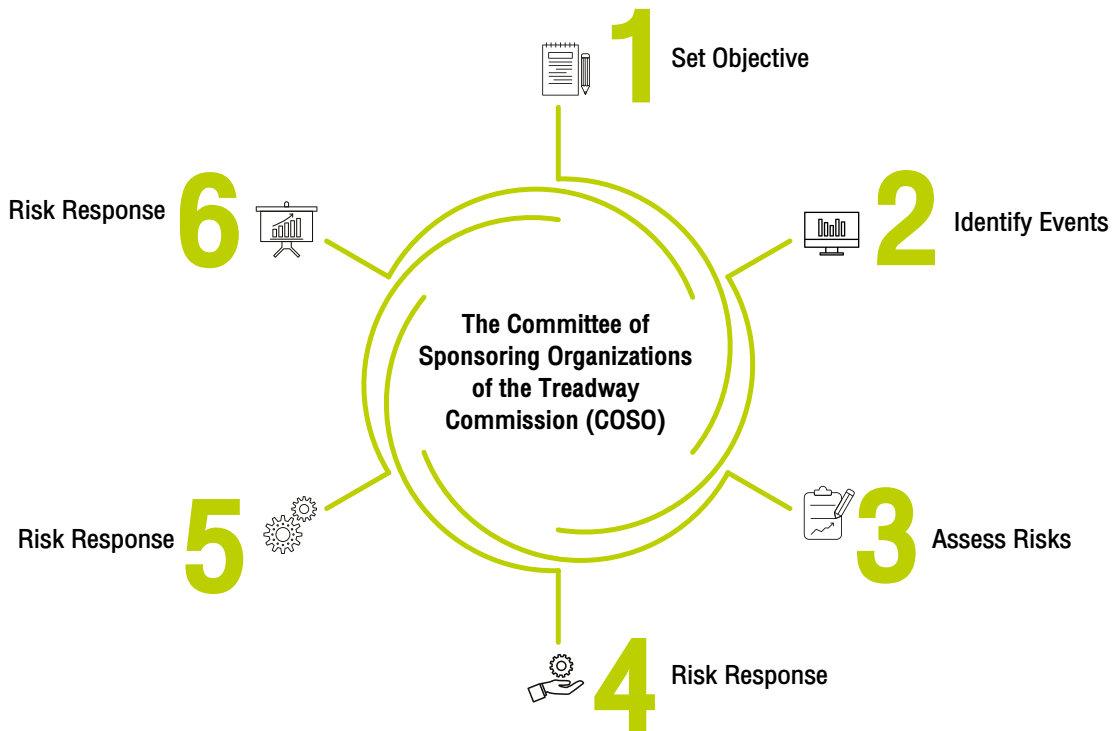 1
Set Objective
2
Identify Events
3
Assess Risks
4
Risk Response
5
Risk Response
6
Risk Response
The Committee of
Sponsoring Organizations
of the Treadway
Commission (COSO)